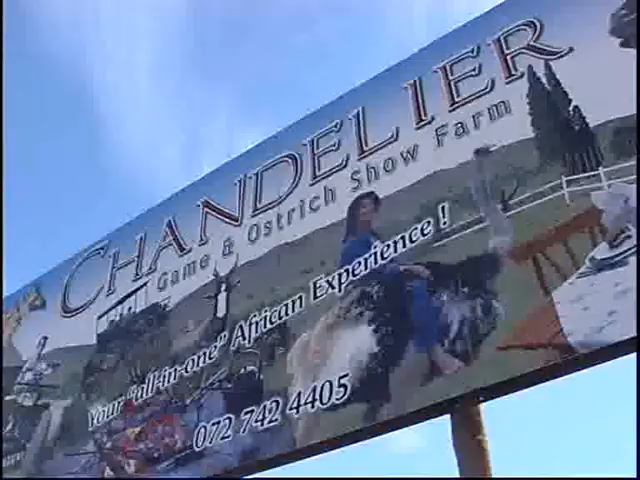 CHANDELIER
Game & Ostrich Show Farm
Your "all-in-one" African Experience !
072 742 4405